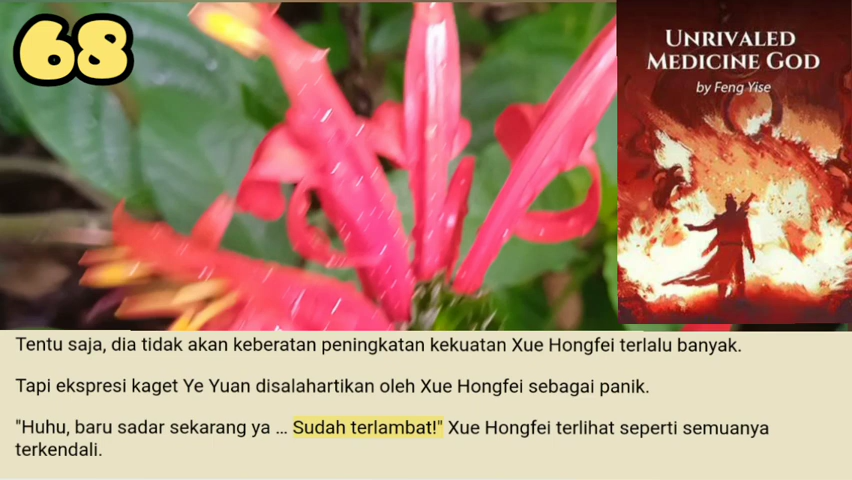 68
UNRIVALED
MEDICINE GOD
by Feng Yise
Tentu saja, dia tidak akan keberatan peningkatan kekuatan Xue Hongfei terlalu banyak.
Tapi ekspresi kaget Ye Yuan disalahartikan oleh Xue Hongfei sebagai panik.
"Huhu, baru sadar sekarang ya ... Sudah terlambat!" Xue Hongfei terlihat seperti semuanya
terkendali.